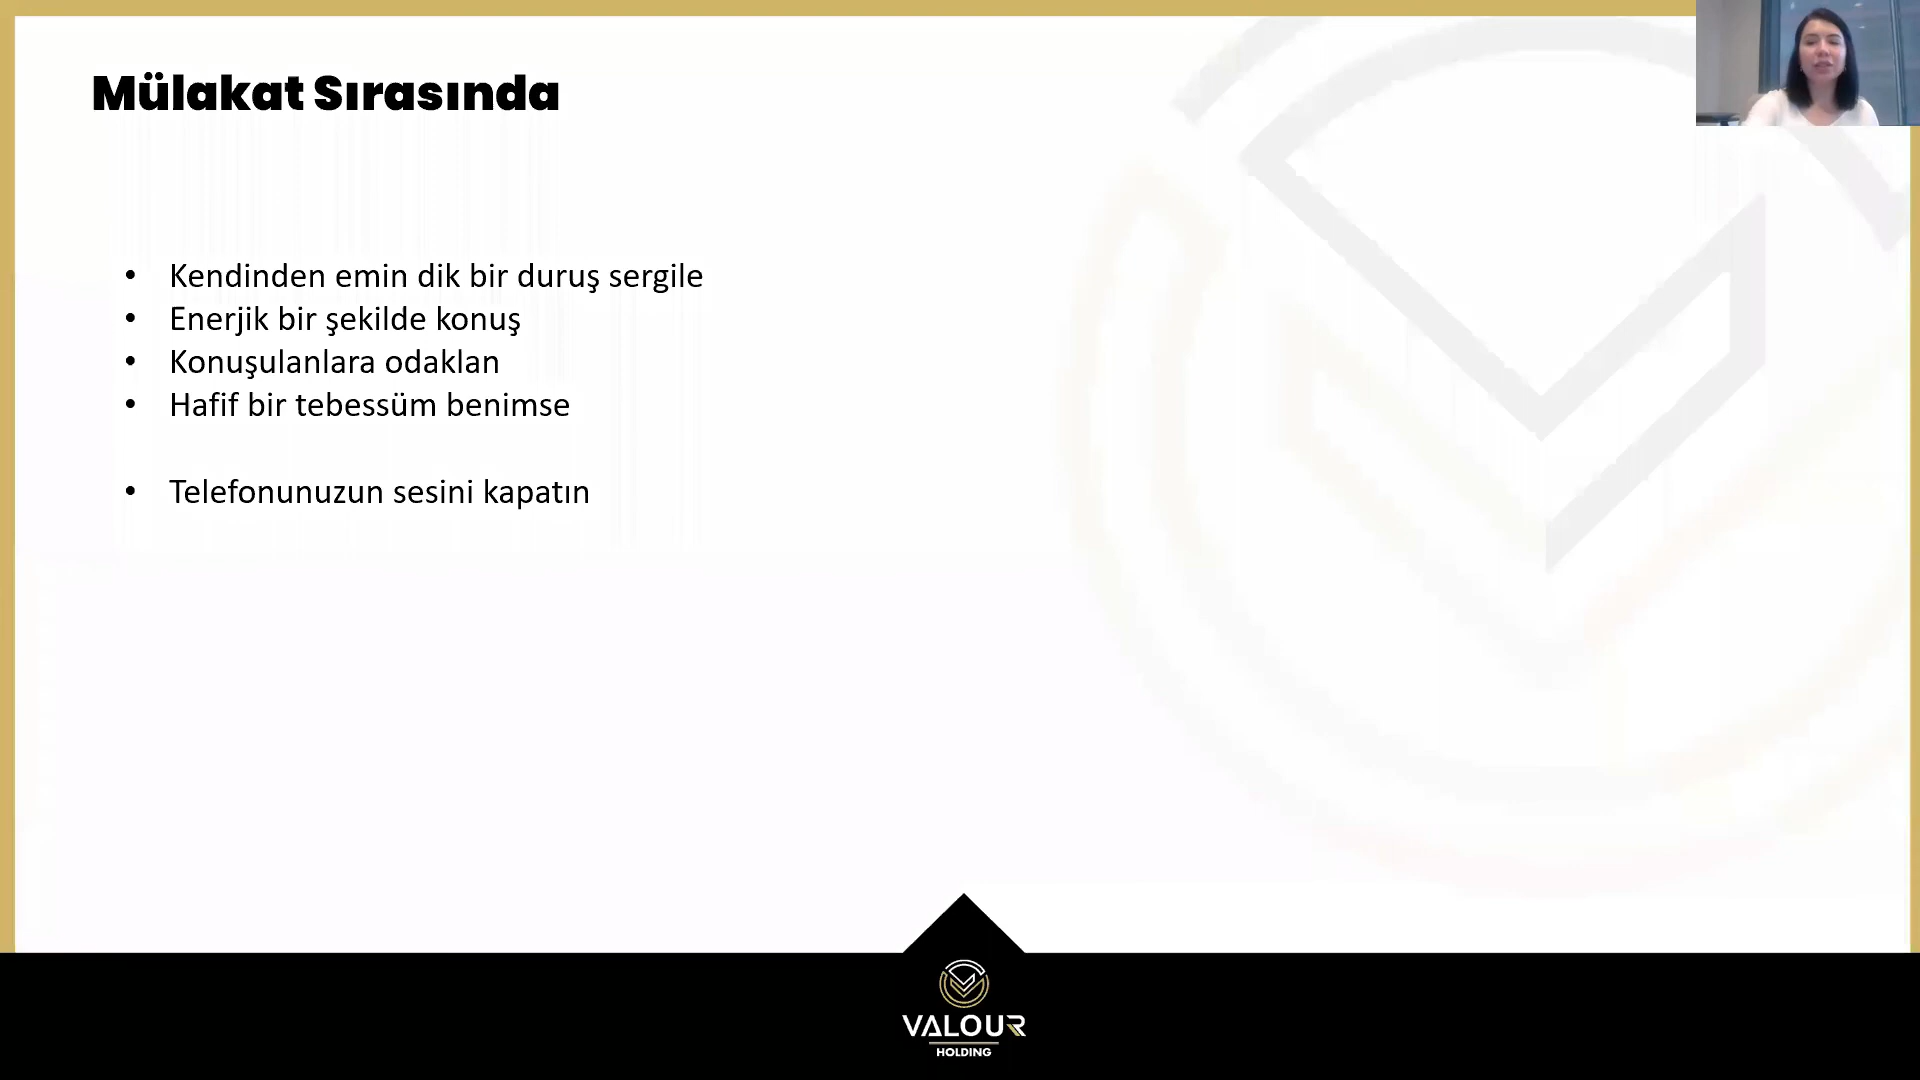 Mülakat Sırasında
• Kendinden emin dik bir duruş sergile
• Enerjik bir şekilde konuş
• Konuşulanlara odaklan
• Hafif bir tebessüm benimse
• Telefonunuzun sesini kapatın
VALOUR
HOLDING